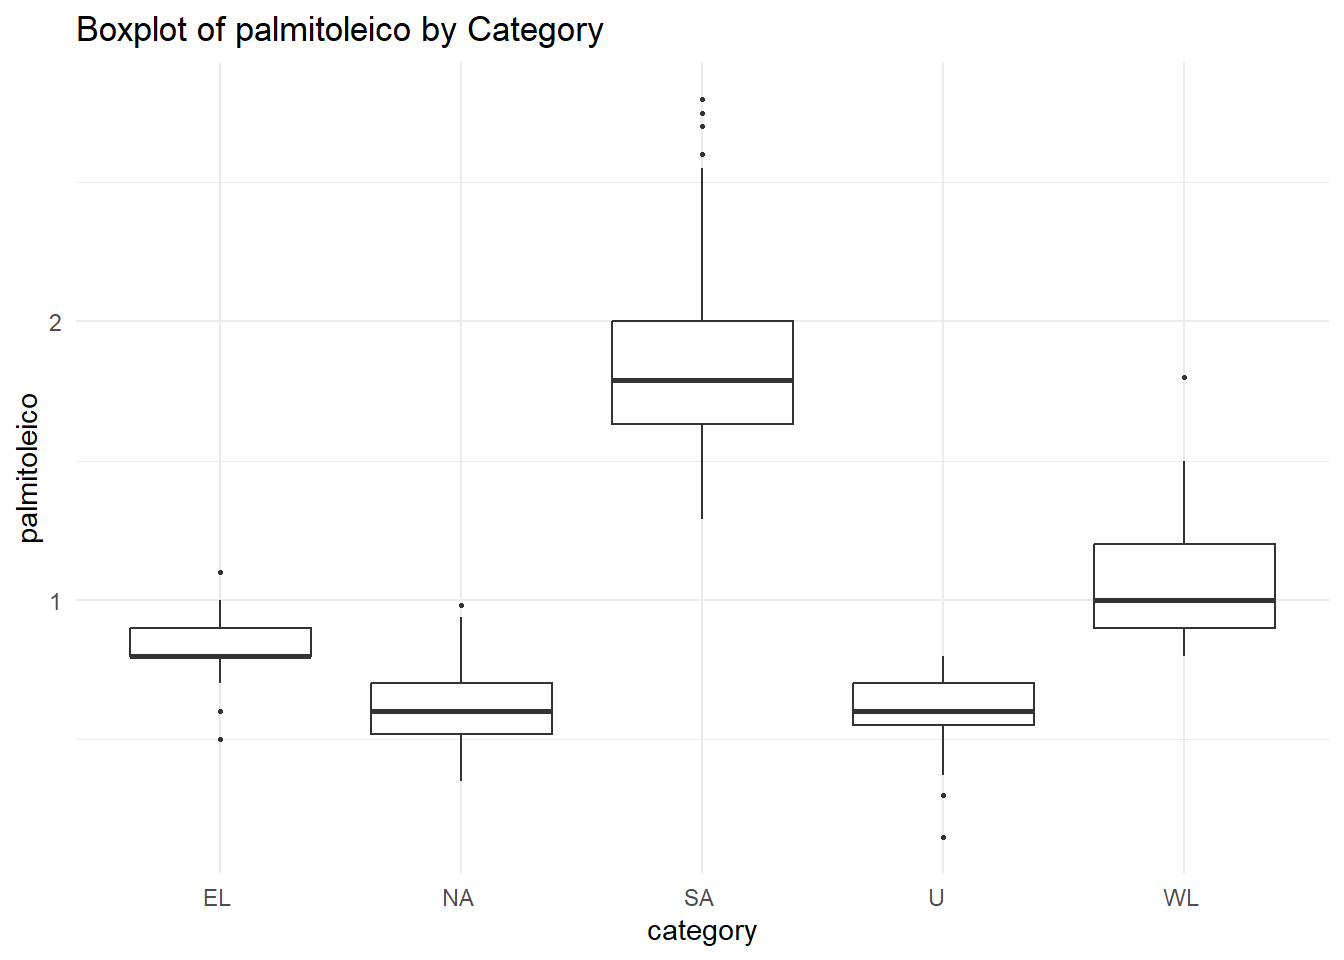 Boxplot of palmitoleico by Category
palmitoleico
2
1
EL NA SA U WL
category